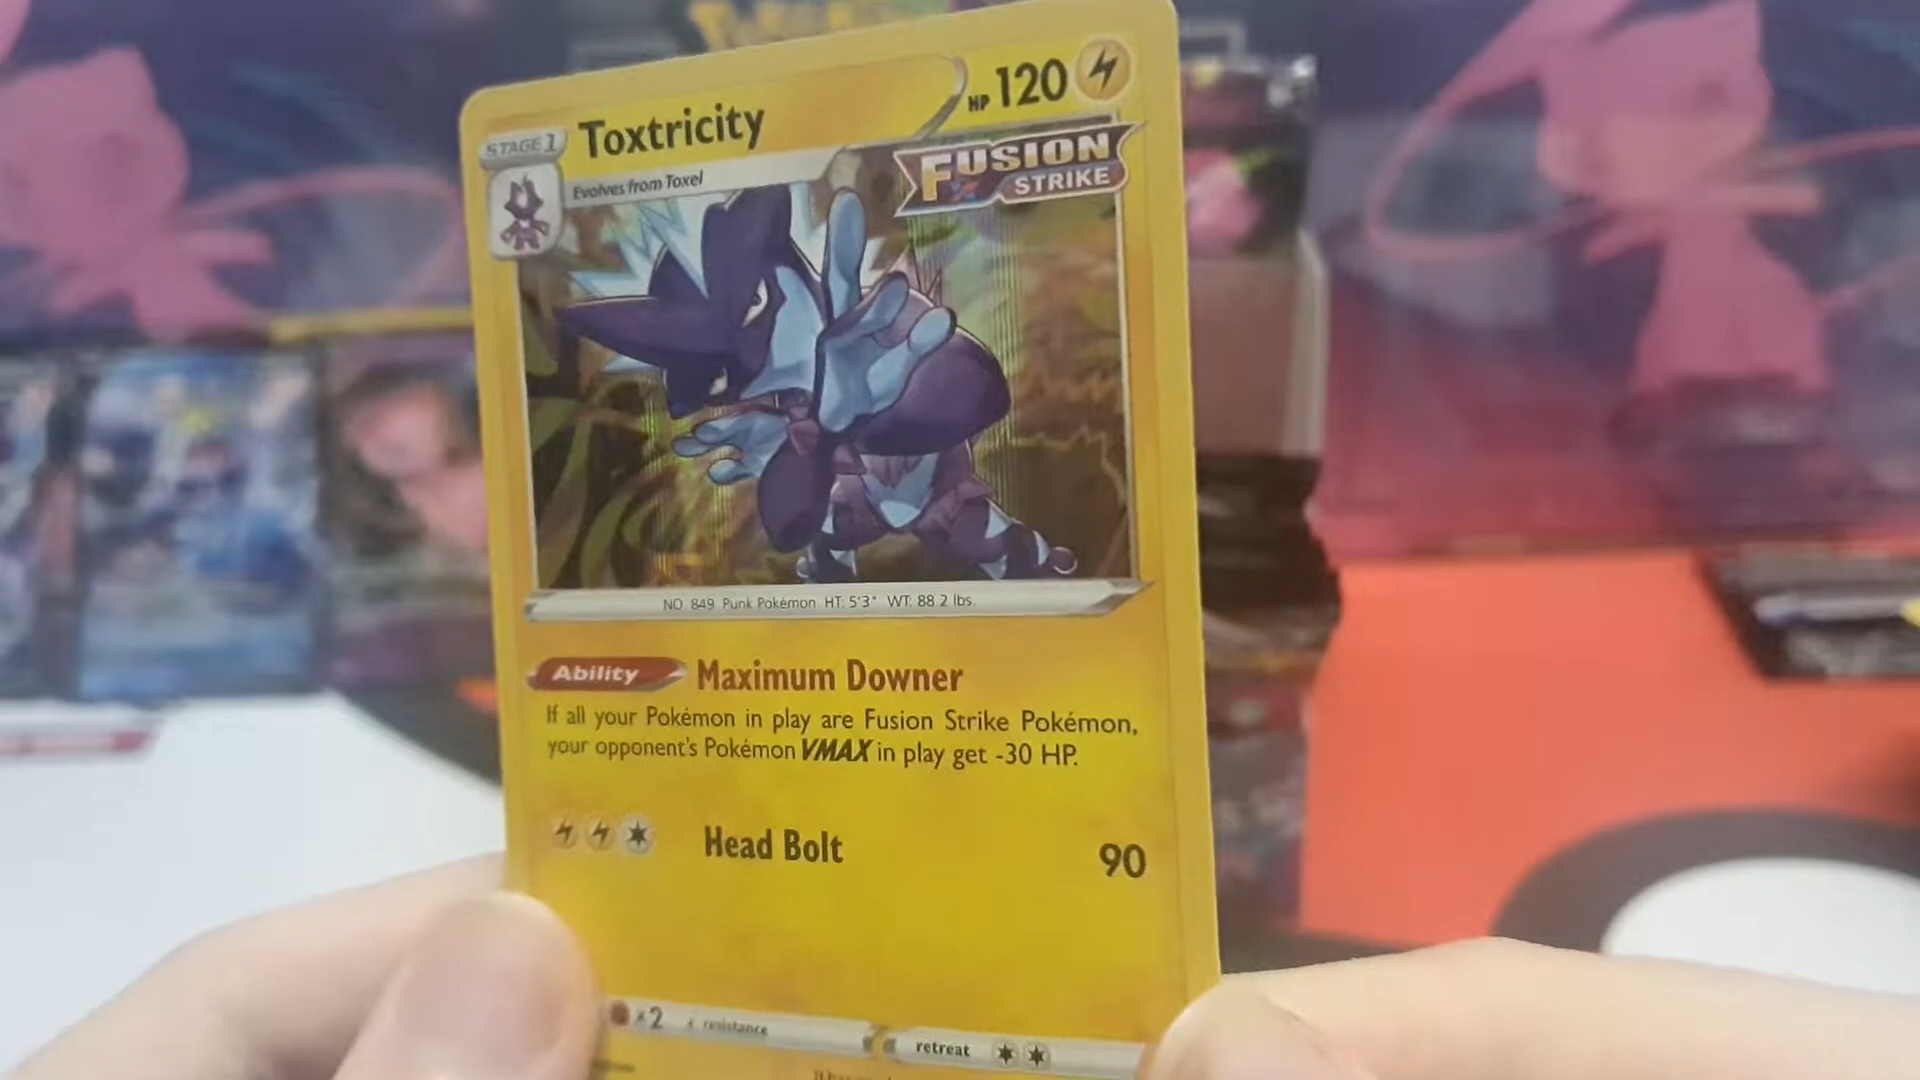 STAGE 1
Toxtricity
HP 120
Evolves from Toxel
FUSION
STRIKE
NO. 849 Punk Pokémon HT: 5'3" WT: 88.2 lbs.
Ability Maximum Downer
If all your Pokémon in play are Fusion Strike Pokémon,
your opponent's Pokémon VMAX in play get -30 HP.
Head Bolt 90
×2 resistance retreat